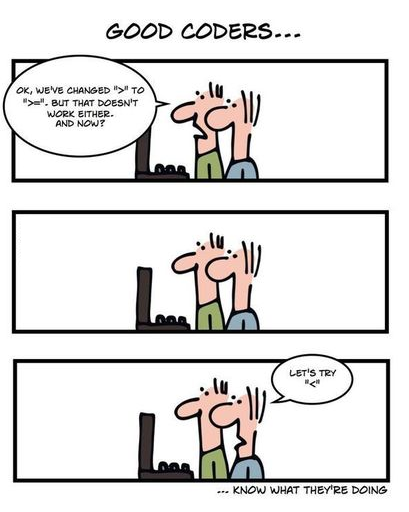 GOOD CODERS...
OK, WE'VE CHANGED ">" TO
">=". BUT THAT DOESN'T
WORK EITHER.
AND NOW?
LET'S TRY
"<"
... KNOW WHAT THEY'RE DOING